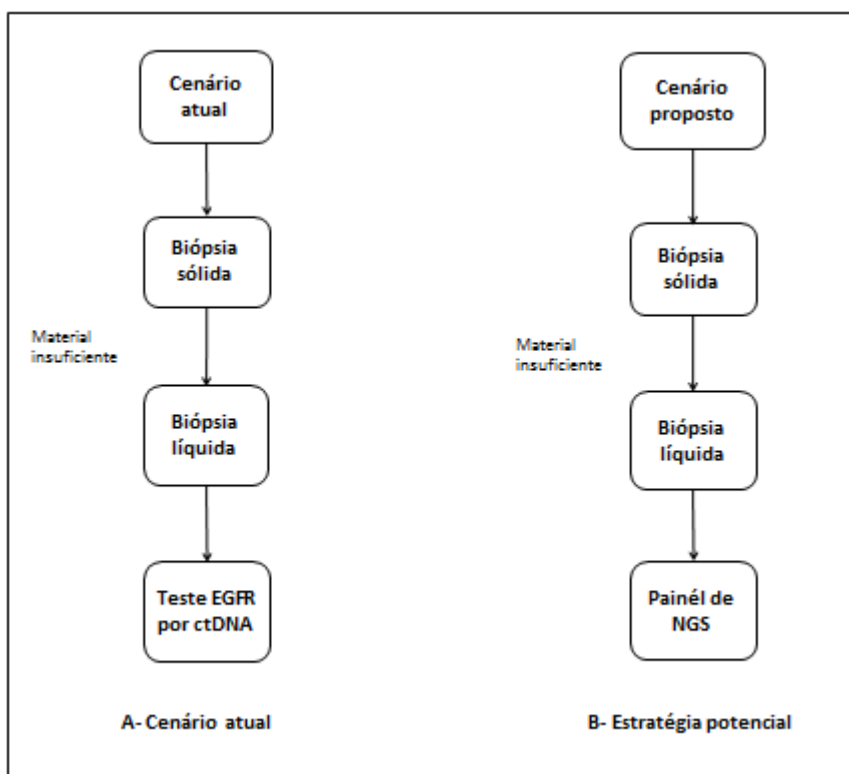 Cenário
atual
Biópsia
sólida
Material
insuficiente
Biópsia
líquida
Teste EGFR
por ctDNA
A- Cenário atual
Cenário
proposto
Biópsia
sólida
Material
insuficiente
Biópsia
líquida
Painél de
NGS
B- Estratégia potencial